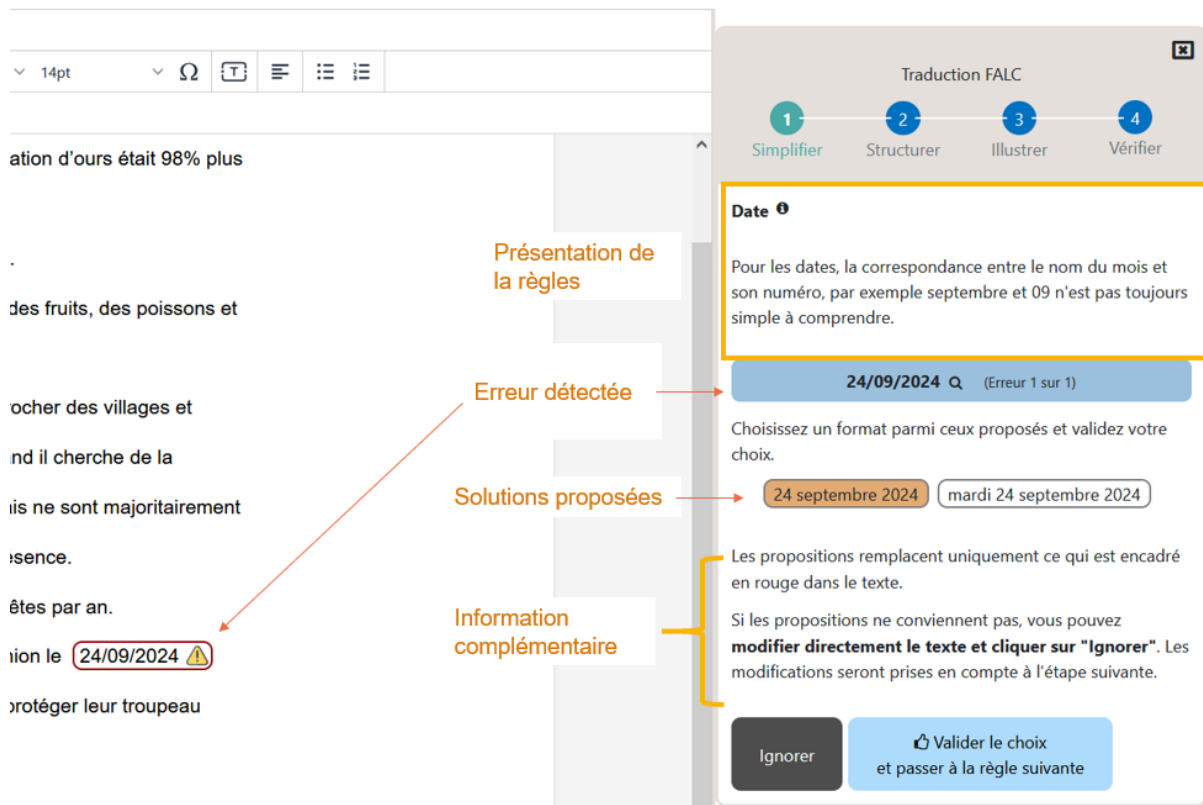 14pt
Ω
T
ation d’ours était 98% plus
.
des fruits, des poissons et
rocher des villages et
nd il cherche de la
is ne sont majoritairement
ésence.
êtes par an.
nion le 24/09/2024
protéger leur troupeau
Présentation de
la règles
Erreur détectée
Solutions proposées
Information
complémentaire
Traduction FALC
1 2 3 4
Simplifier Structurer Illustrer Vérifier
Date
Pour les dates, la correspondance entre le nom du mois et
son numéro, par exemple septembre et 09 n'est pas toujours
simple à comprendre.
24/09/2024 (Erreur 1 sur 1)
Choisissez un format parmi ceux proposés et validez votre
choix.
24 septembre 2024 mardi 24 septembre 2024
Les propositions remplacent uniquement ce qui est encadré
en rouge dans le texte.
Si les propositions ne conviennent pas, vous pouvez
modifier directement le texte et cliquer sur "Ignorer". Les
modifications seront prises en compte à l'étape suivante.
Ignorer
Valider le choix
et passer à la règle suivante